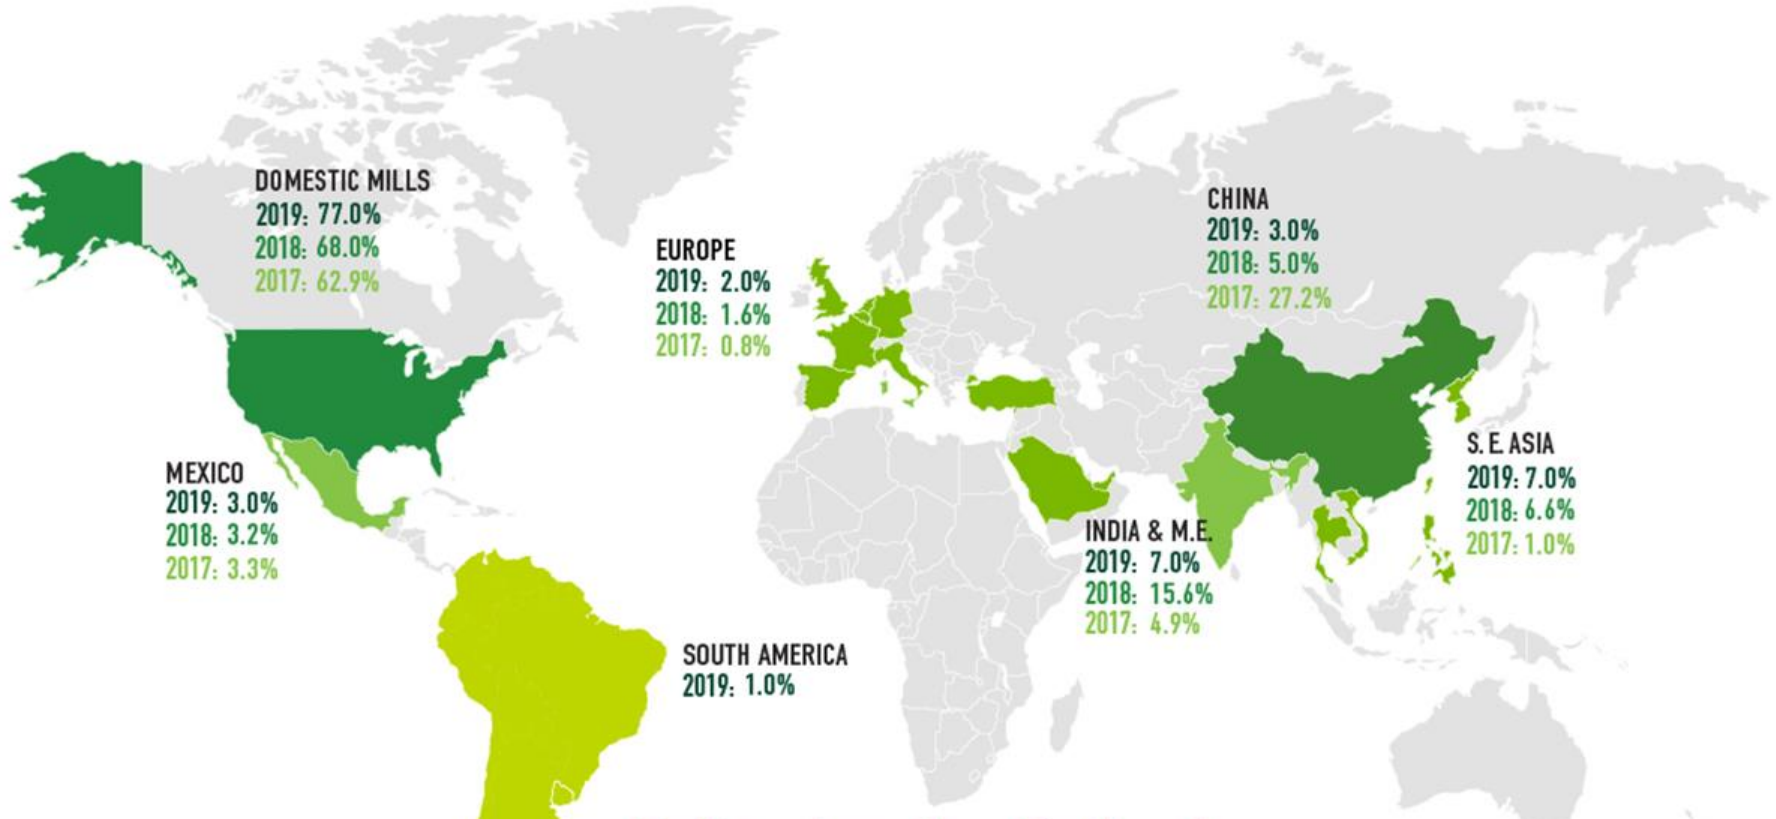 DOMESTIC MILLS
2019: 77.0%
2018: 68.0%
2017: 62.9%
EUROPE
2019: 2.0%
2018: 1.6%
2017: 0.8%
CHINA
2019: 3.0%
2018: 5.0%
2017: 27.2%
MEXICO
2019: 3.0%
2018: 3.2%
2017: 3.3%
S.E. ASIA
2019: 7.0%
2018: 6.6%
2017: 1.0%
INDIA & M.E.
2019: 7.0%
2018: 15.6%
2017: 4.9%
SOUTH AMERICA
2019: 1.0%